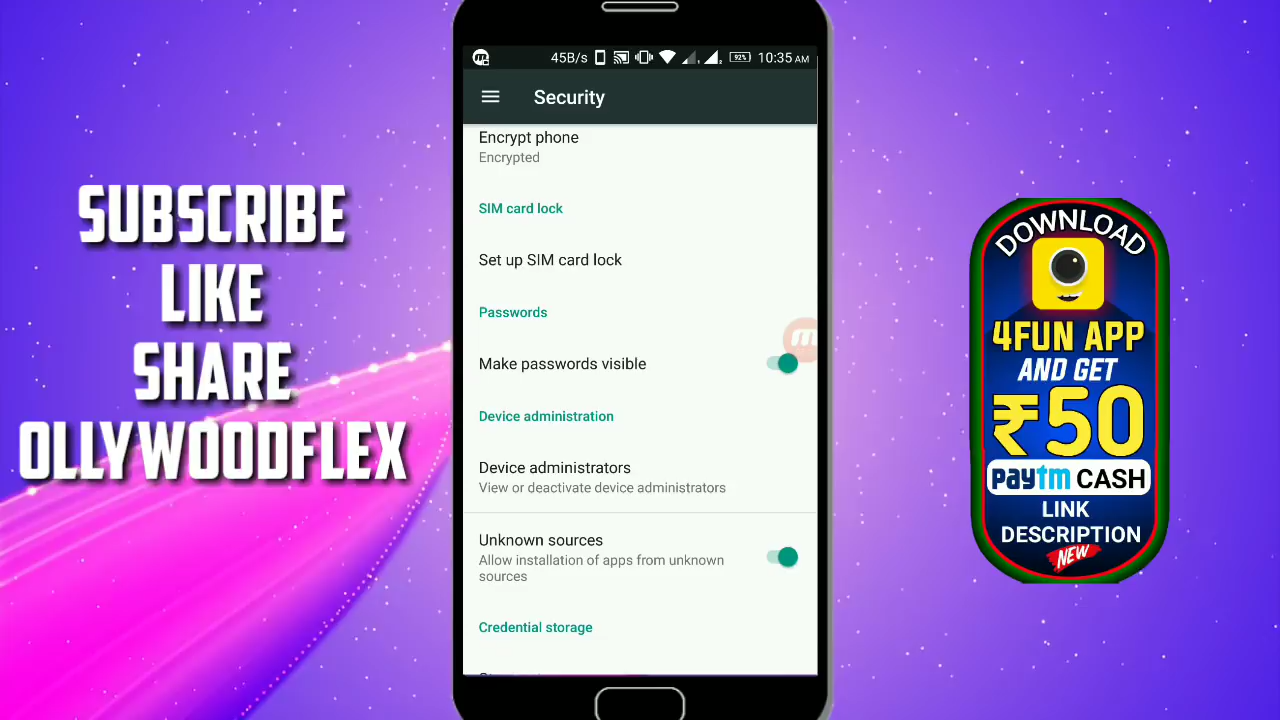 SUBSCRIBE
LIKE
SHARE
OLLYWOODFLEX
45B/s
92%
10:35 AM
Security
Encrypt phone
Encrypted
SIM card lock
Set up SIM card lock
Passwords
Make passwords visible
Device administration
Device administrators
View or deactivate device administrators
Unknown sources
Allow installation of apps from unknown
sources
Credential storage
DOWNLOAD
4FUN APP
AND GET
₹50
paytm CASH
LINK
DESCRIPTION
NEW